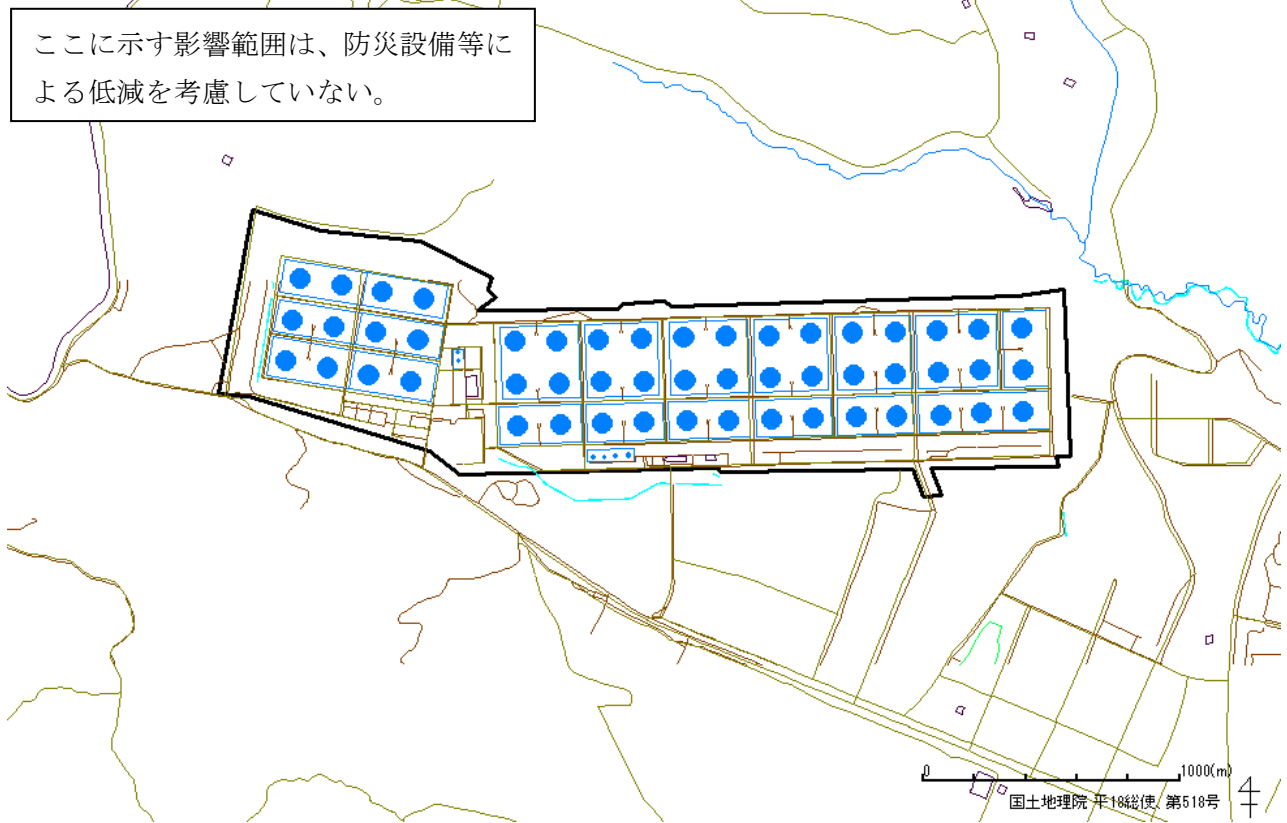 ここに示す影響範囲は、防災設備等に
よる低減を考慮していない。
0 1000(m)
国土地理院 平18総使、第518号